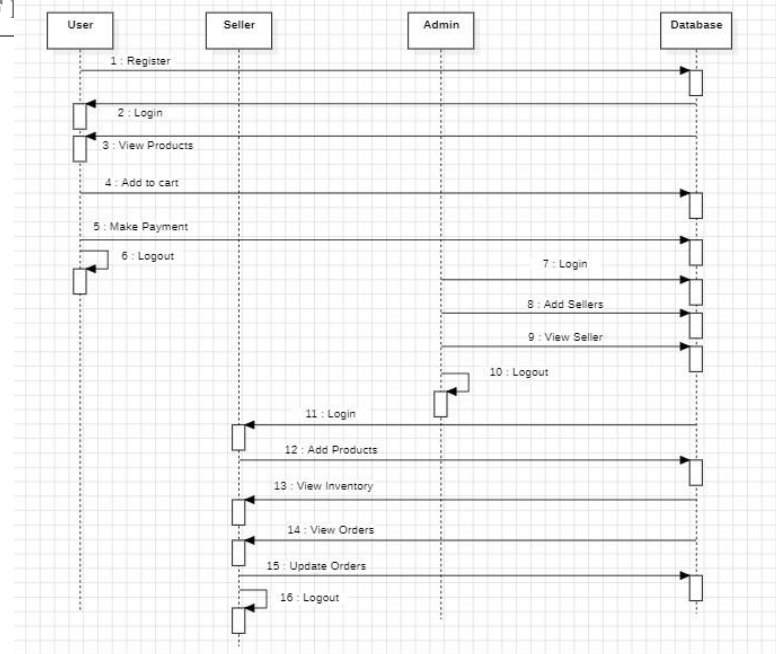 User
Seller
Admin
Database
1 : Register
2 : Login
3 : View Products
4 : Add to cart
5 : Make Payment
6 : Logout
7 : Login
8 : Add Sellers
9 : View Seller
10 : Logout
11 : Login
12 : Add Products
13 : View Inventory
14 : View Orders
15 : Update Orders
16 : Logout